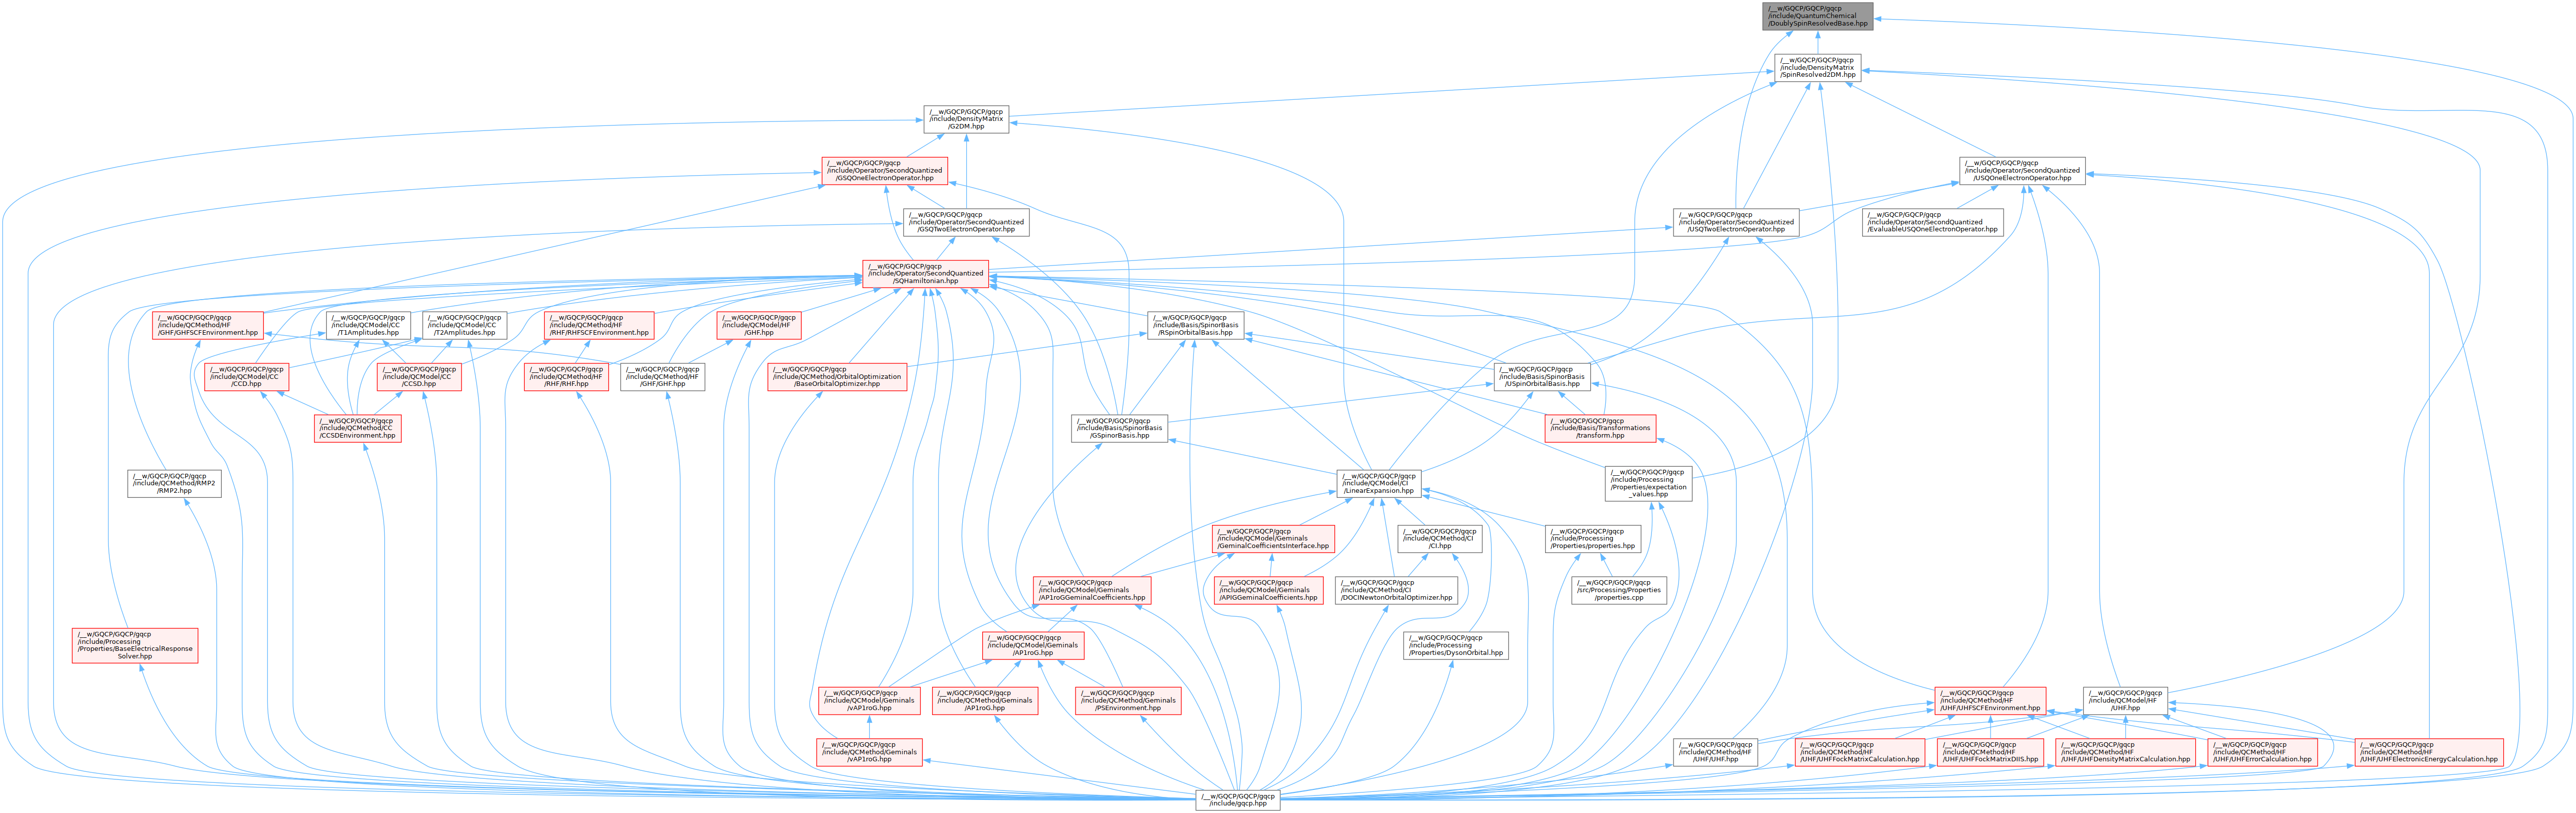 /__w/GQCP/GQCP/gqcp
/include/QuantumChemical
/DoublySpinResolvedBase.hpp
/__w/GQCP/GQCP/gqcp
/include/DensityMatrix
/SpinResolved2DM.hpp
/__w/GQCP/GQCP/gqcp
/include/DensityMatrix
/G2DM.hpp
/__w/GQCP/GQCP/gqcp
/include/Operator/SecondQuantized
/GSQOneElectronOperator.hpp
/__w/GQCP/GQCP/gqcp
/include/Operator/SecondQuantized
/USQOneElectronOperator.hpp
/__w/GQCP/GQCP/gqcp
/include/Operator/SecondQuantized
/GSQTwoElectronOperator.hpp
/__w/GQCP/GQCP/gqcp
/include/Operator/SecondQuantized
/USQTwoElectronOperator.hpp
/__w/GQCP/GQCP/gqcp
/include/Operator/SecondQuantized
/EvaluableUSQOneElectronOperator.hpp
/__w/GQCP/GQCP/gqcp
/include/Operator/SecondQuantized
/SQHamiltonian.hpp
/__w/GQCP/GQCP/gqcp
/include/QCMethod/HF
/GHF/GHFSCFEnvironment.hpp
/__w/GQCP/GQCP/gqcp
/include/QCModel/CC
/T1Amplitudes.hpp
/__w/GQCP/GQCP/gqcp
/include/QCModel/CC
/T2Amplitudes.hpp
/__w/GQCP/GQCP/gqcp
/include/QCMethod/HF
/RHF/RHFSCFEnvironment.hpp
/__w/GQCP/GQCP/gqcp
/include/QCModel/HF
/GHF.hpp
/__w/GQCP/GQCP/gqcp
/include/Basis/SpinorBasis
/RSpinOrbitalBasis.hpp
/__w/GQCP/GQCP/gqcp
/include/QCModel/CC
/CCD.hpp
/__w/GQCP/GQCP/gqcp
/include/QCModel/CC
/CCSD.hpp
/__w/GQCP/GQCP/gqcp
/include/QCMethod/HF
/RHF/RHF.hpp
/__w/GQCP/GQCP/gqcp
/include/QCMethod/HF
/GHF/GHF.hpp
/__w/GQCP/GQCP/gqcp
/include/QCMethod/OrbitalOptimization
/BaseOrbitalOptimizer.hpp
/__w/GQCP/GQCP/gqcp
/include/Basis/SpinorBasis
/USpinOrbitalBasis.hpp
/__w/GQCP/GQCP/gqcp
/include/QCMethod/CC
/CCSDEnvironment.hpp
/__w/GQCP/GQCP/gqcp
/include/Basis/SpinorBasis
/GSpinorBasis.hpp
/__w/GQCP/GQCP/gqcp
/include/Basis/Transformations
/transform.hpp
/__w/GQCP/GQCP/gqcp
/include/QCMethod/RMP2
/RMP2.hpp
/__w/GQCP/GQCP/gqcp
/include/QCModel/CI
/LinearExpansion.hpp
/__w/GQCP/GQCP/gqcp
/include/Processing
/Properties/expectation
_values.hpp
/__w/GQCP/GQCP/gqcp
/include/QCModel/Geminals
/GeminalCoefficientsInterface.hpp
/__w/GQCP/GQCP/gqcp
/include/QCMethod/CI
/CI.hpp
/__w/GQCP/GQCP/gqcp
/include/Processing
/Properties/properties.hpp
/__w/GQCP/GQCP/gqcp
/include/QCModel/Geminals
/AP1roGGeminalCoefficients.hpp
/__w/GQCP/GQCP/gqcp
/include/QCModel/Geminals
/APIGGeminalCoefficients.hpp
/__w/GQCP/GQCP/gqcp
/include/QCMethod/CI
/DOCINewtonOrbitalOptimizer.hpp
/__w/GQCP/GQCP/gqcp
/src/Processing/Properties
/properties.cpp
/__w/GQCP/GQCP/gqcp
/include/Processing
/Properties/BaseElectricalResponse
Solver.hpp
/__w/GQCP/GQCP/gqcp
/include/QCModel/Geminals
/AP1roG.hpp
/__w/GQCP/GQCP/gqcp
/include/Processing
/Properties/DysonOrbital.hpp
/__w/GQCP/GQCP/gqcp
/include/QCModel/Geminals
/vAP1roG.hpp
/__w/GQCP/GQCP/gqcp
/include/QCMethod/Geminals
/AP1roG.hpp
/__w/GQCP/GQCP/gqcp
/include/QCMethod/Geminals
/PSEnvironment.hpp
/__w/GQCP/GQCP/gqcp
/include/QCMethod/HF
/UHF/UHFSCFEnvironment.hpp
/__w/GQCP/GQCP/gqcp
/include/QCModel/HF
/UHF.hpp
/__w/GQCP/GQCP/gqcp
/include/QCMethod/Geminals
/vAP1roG.hpp
/__w/GQCP/GQCP/gqcp
/include/QCMethod/HF
/UHF/UHF.hpp
/__w/GQCP/GQCP/gqcp
/include/QCMethod/HF
/UHF/UHFFockMatrixCalculation.hpp
/__w/GQCP/GQCP/gqcp
/include/QCMethod/HF
/UHF/UHFFockMatrixDIIS.hpp
/__w/GQCP/GQCP/gqcp
/include/QCMethod/HF
/UHF/UHFDensityMatrixCalculation.hpp
/__w/GQCP/GQCP/gqcp
/include/QCMethod/HF
/UHF/UHFErrorCalculation.hpp
/__w/GQCP/GQCP/gqcp
/include/QCMethod/HF
/UHF/UHFElectronicEnergyCalculation.hpp
/__w/GQCP/GQCP/gqcp
/include/gqcp.hpp